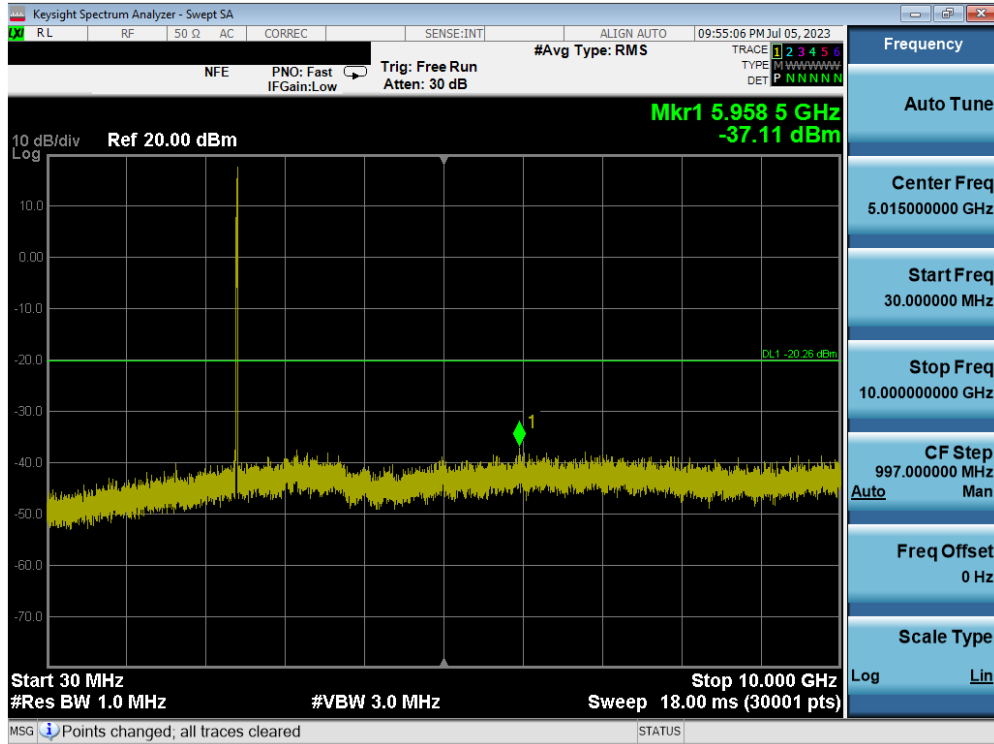 Keysight Spectrum Analyzer - Swept SA
LXI RL RF 50 Ω AC CORREC SENSE:INT ALIGN AUTO 09:55:06 PM Jul 05, 2023
NFE PNO: Fast Trig: Free Run #Avg Type: RMS TRACE 1 2 3 4 5 6
IFGain:Low Atten: 30 dB TYPE M WWWWW
DET P N N N N N
Mkr1 5.958 5 GHz
-37.11 dBm
10 dB/div Ref 20.00 dBm
Log
10.0
0.00
-10.0
-20.0
DL1 -20.26 dBm
-30.0
1
-40.0
-50.0
-60.0
-70.0
Start 30 MHz Stop 10.000 GHz
#Res BW 1.0 MHz #VBW 3.0 MHz Sweep 18.00 ms (30001 pts)
MSG Points changed; all traces cleared STATUS
Frequency
Auto Tune
Center Freq
5.015000000 GHz
Start Freq
30.000000 MHz
Stop Freq
10.000000000 GHz
CF Step
997.000000 MHz
Auto Man
Freq Offset
0 Hz
Scale Type
Log Lin